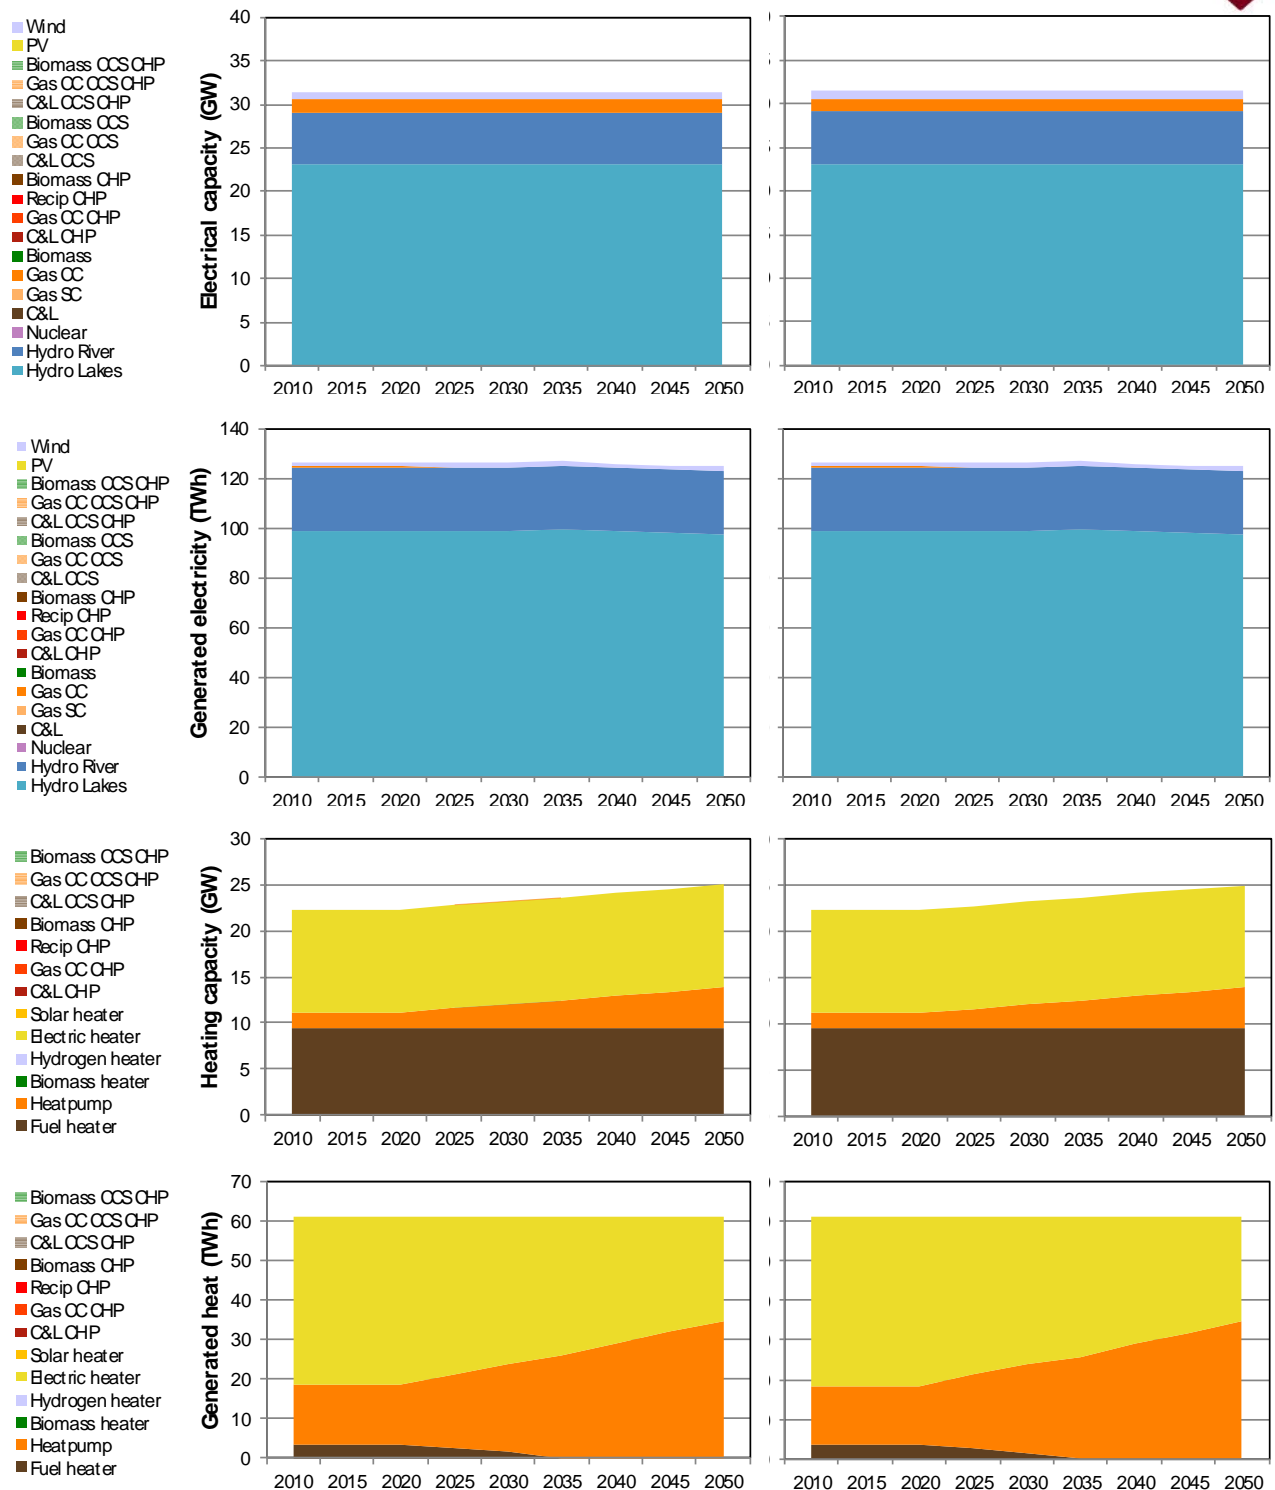 Wind
PV
Biomass CCS CHP
Gas CC CCS CHP
C&L CCS CHP
Biomass CCS
Gas CC CCS
C&L CCS
Biomass CHP
Recip CHP
Gas CC CHP
C&L CHP
Biomass
Gas CC
Gas SC
C&L
Nuclear
Hydro River
Hydro Lakes
Electrical capacity (GW)
40
35
30
25
20
15
10
5
0
2010 2015 2020 2025 2030 2035 2040 2045 2050
2010 2015 2020 2025 2030 2035 2040 2045 2050
Wind
PV
Biomass CCS CHP
Gas CC CCS CHP
C&L CCS CHP
Biomass CCS
Gas CC CCS
C&L CCS
Biomass CHP
Recip CHP
Gas CC CHP
C&L CHP
Biomass
Gas CC
Gas SC
C&L
Nuclear
Hydro River
Hydro Lakes
Generated electricity (TWh)
140
120
100
80
60
40
20
0
2010 2015 2020 2025 2030 2035 2040 2045 2050
2010 2015 2020 2025 2030 2035 2040 2045 2050
Biomass CCS CHP
Gas CC CCS CHP
C&L CCS CHP
Biomass CHP
Recip CHP
Gas CC CHP
C&L CHP
Solar heater
Electric heater
Hydrogen heater
Biomass heater
Heatpump
Fuel heater
Heating capacity (GW)
30
25
20
15
10
5
0
2010 2015 2020 2025 2030 2035 2040 2045 2050
2010 2015 2020 2025 2030 2035 2040 2045 2050
Biomass CCS CHP
Gas CC CCS CHP
C&L CCS CHP
Biomass CHP
Recip CHP
Gas CC CHP
C&L CHP
Solar heater
Electric heater
Hydrogen heater
Biomass heater
Heatpump
Fuel heater
Generated heat (TWh)
70
60
50
40
30
20
10
0
2010 2015 2020 2025 2030 2035 2040 2045 2050
2010 2015 2020 2025 2030 2035 2040 2045 2050